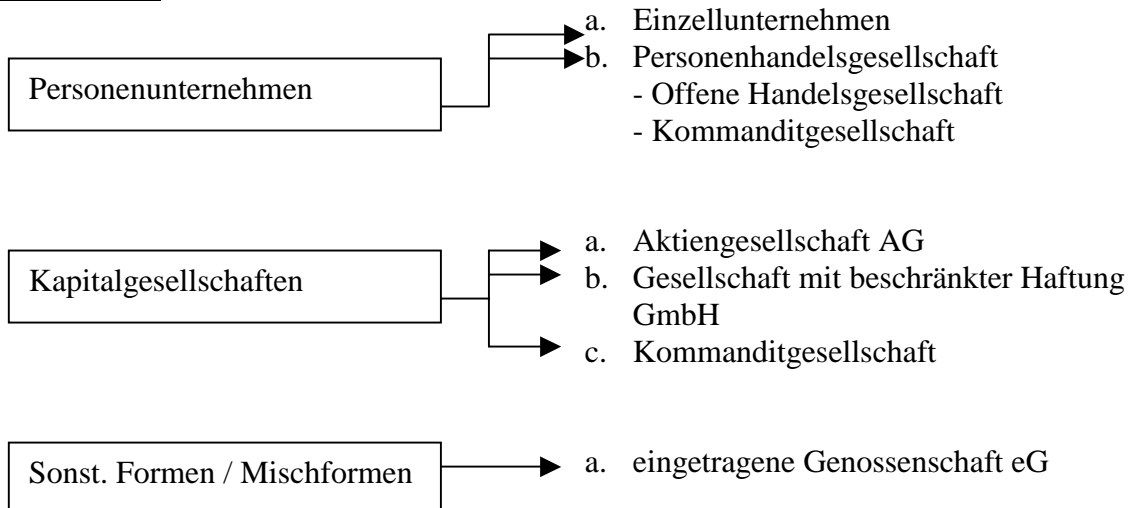 a. Einzellunternehmen
b. Personenhandelsgesellschaft
Personenunternehmen
- Offene Handelsgesellschaft
- Kommanditgesellschaft
a. Aktiengesellschaft AG
Kapitalgesellschaften
b. Gesellschaft mit beschränkter Haftung
GmbH
c. Kommanditgesellschaft
Sonst. Formen / Mischformen
a. eingetragene Genossenschaft eG